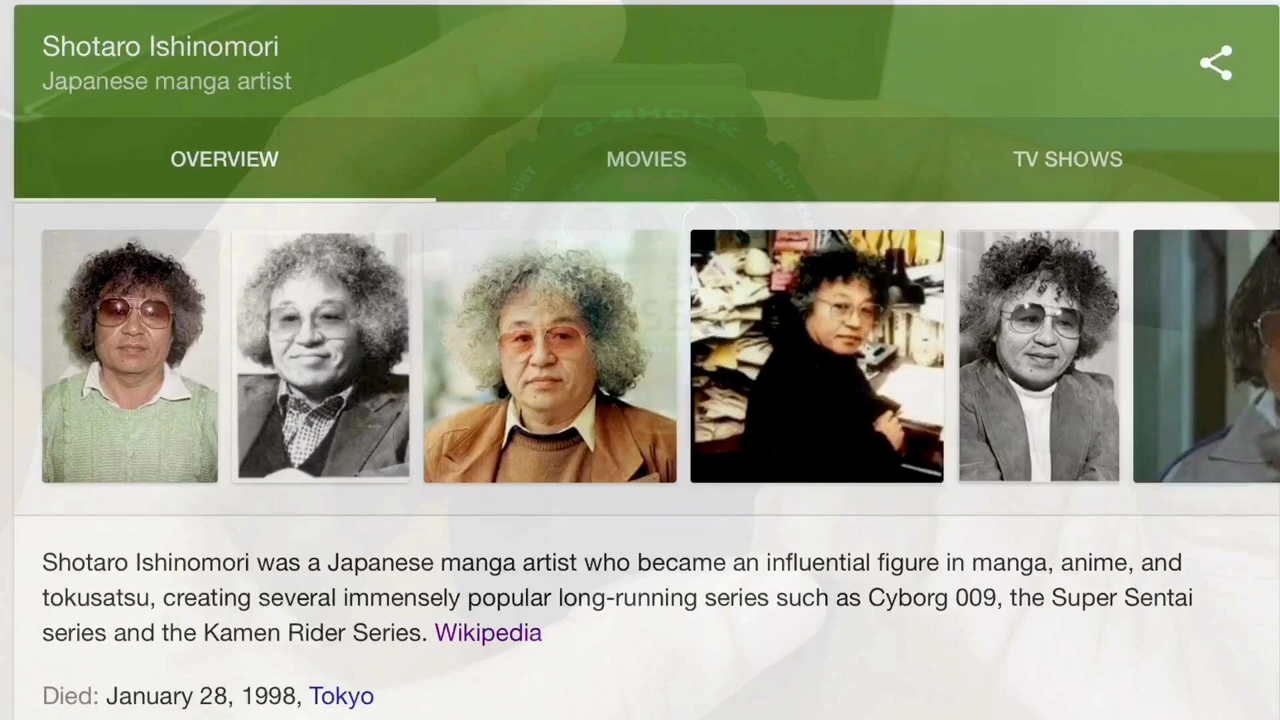 Shotaro Ishinomori
Japanese manga artist
G-SHOCK
OVERVIEW MOVIES TV SHOWS
Shotaro Ishinomori was a Japanese manga artist who became an influential figure in manga, anime, and
tokusatsu, creating several immensely popular long-running series such as Cyborg 009, the Super Sentai
series and the Kamen Rider Series. Wikipedia
Died: January 28, 1998, Tokyo